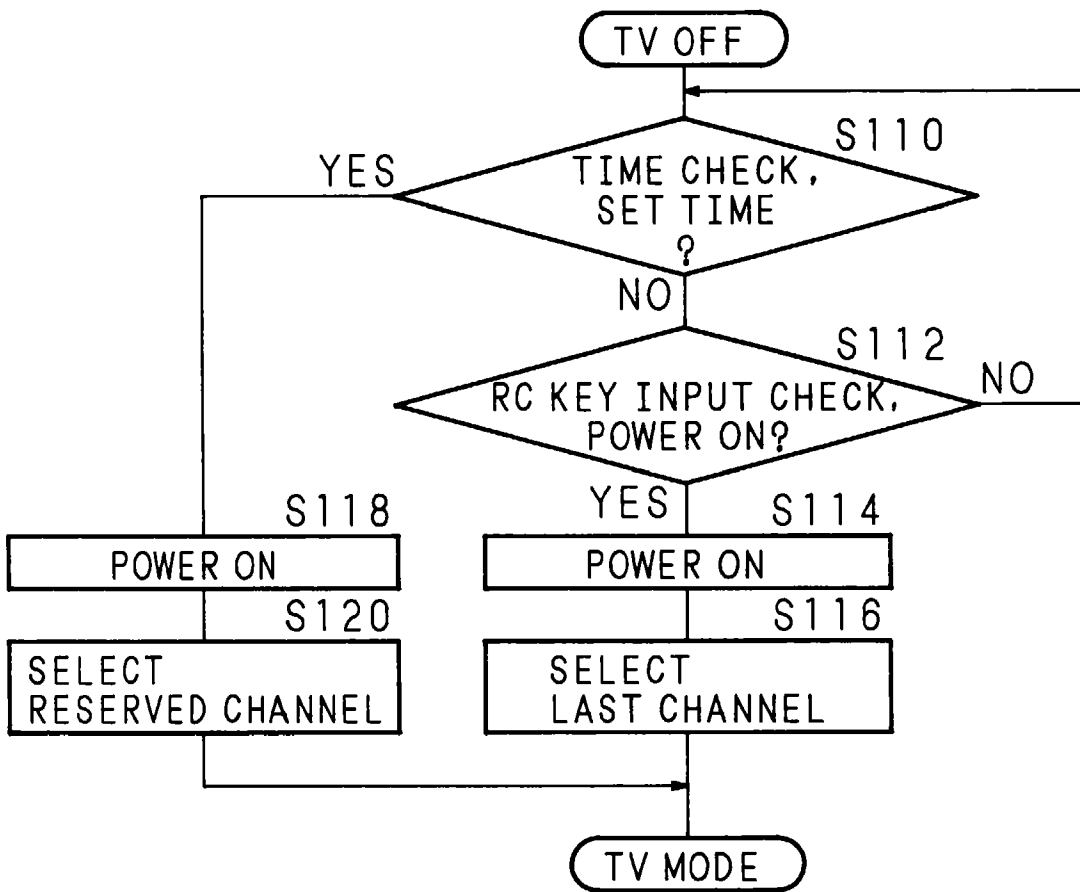 TV OFF
S110
YES
TIME CHECK,
SET TIME
?
NO
S112
RC KEY INPUT CHECK,
POWER ON?
NO
YES
S118
S114
POWER ON
POWER ON
S120
S116
SELECT
RESERVED CHANNEL
SELECT
LAST CHANNEL
TV MODE